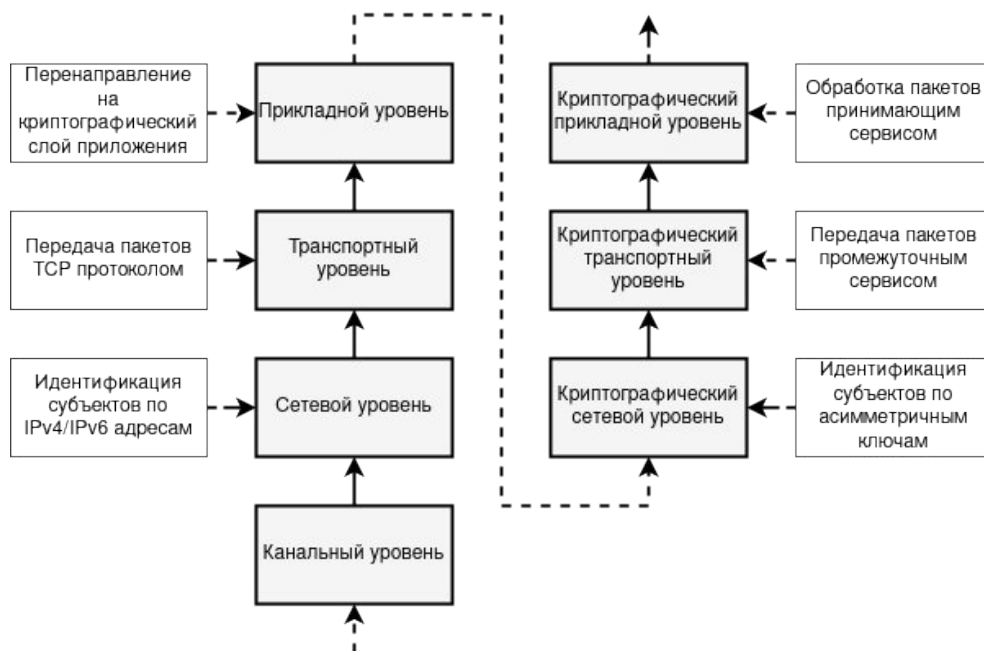 Перенаправление
на
криптографический
слой приложения
Прикладной уровень
Криптографический
прикладной уровень
Обработка пакетов
принимающим
сервисом
Передача пакетов
TCP протоколом
Транспортный
уровень
Криптографический
транспортный
уровень
Передача пакетов
промежуточным
сервисом
Идентификация
субъектов по
IPv4/IPv6 адресам
Сетевой уровень
Криптографический
сетевой уровень
Идентификация
субъектов по
асимметричным
ключам
Канальный уровень